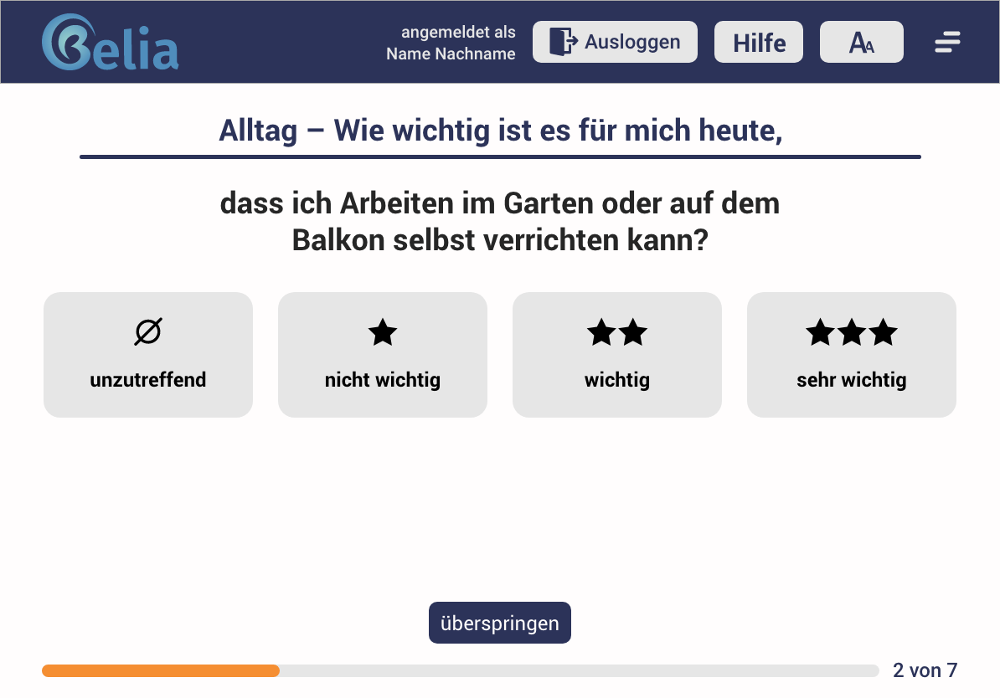 Belia
angemeldet als
Name Nachname
Ausloggen
Hilfe
AA
Alltag – Wie wichtig ist es für mich heute,
dass ich Arbeiten im Garten oder auf dem
Balkon selbst verrichten kann?
unzutreffend
nicht wichtig
wichtig
sehr wichtig
überspringen
2 von 7